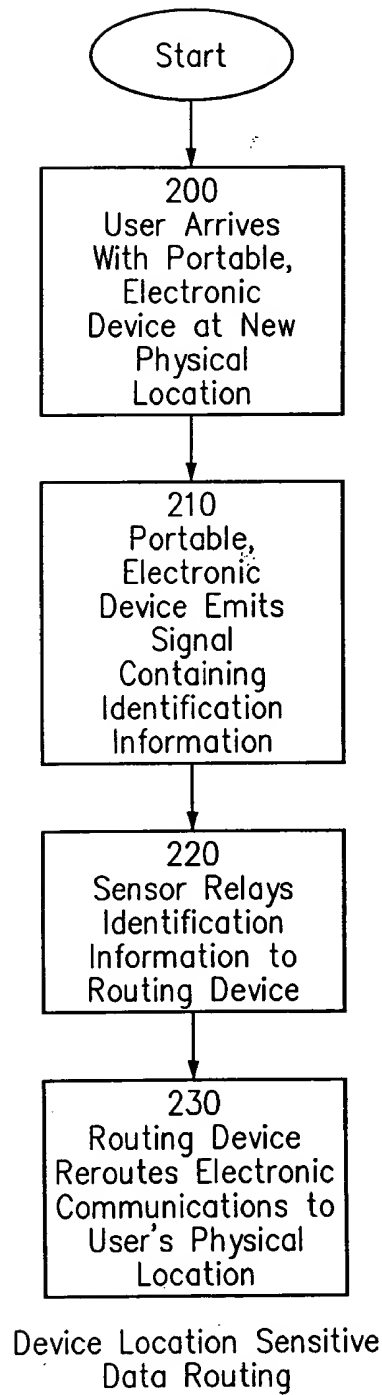 Start
200
User Arrives
With Portable,
Electronic
Device at New
Physical
Location
210
Portable,
Electronic
Device Emits
Signal
Containing
Identification
Information
220
Sensor Relays
Identification
Information to
Routing Device
230
Routing Device
Reroutes Electronic
Communications to
User's Physical
Location
Device Location Sensitive
Data Routing